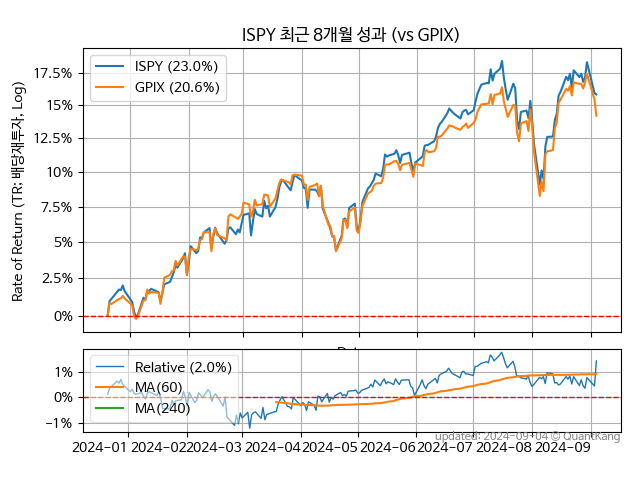 ISPY 최근 8개월 성과 (vs GPIX)
Rate of Return (TR: 배당재투자, Log)
17.5%
15%
12.5%
10%
7.5%
5%
2.5%
0%
ISPY (23.0%)
GPIX (20.6%)
1%
0%
−1%
Relative (2.0%)
MA(60)
MA(240)
2024−01
2024−02
2024−03
2024−04
2024−05
2024−06
2024−07
2024−08
2024−09
updated: 2024-09-04 © QuantKang